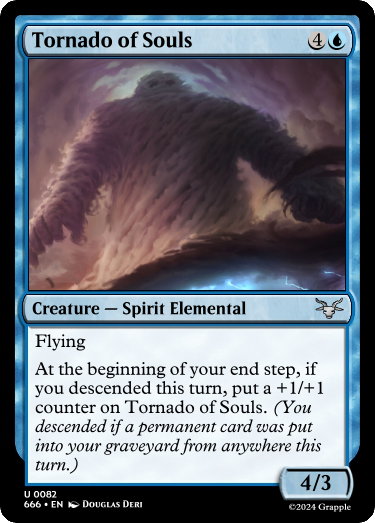 Tornado of Souls 4
Creature — Spirit Elemental
Flying
At the beginning of your end step, if
you descended this turn, put a +1/+1
counter on Tornado of Souls. (You
descended if a permanent card was put
into your graveyard from anywhere this
turn.)
4/3
U 0082
666 • EN Douglas Deri
©2024 Grapple